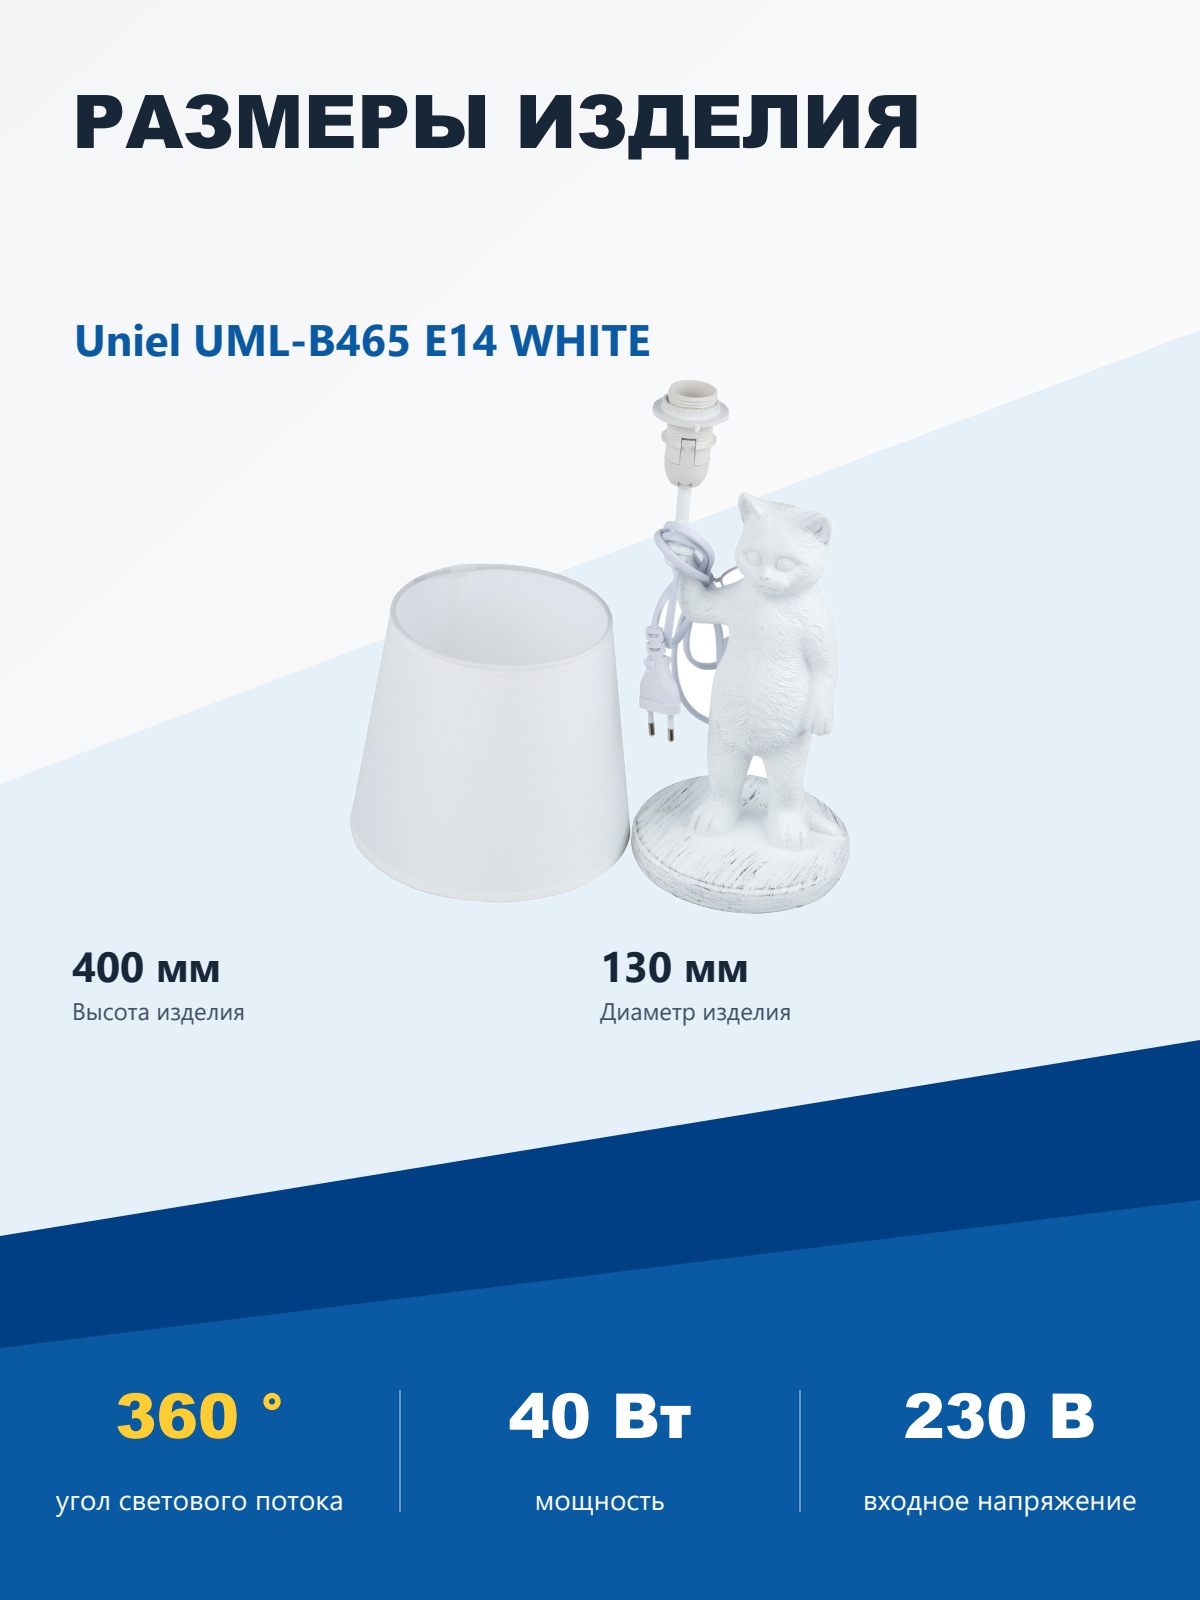 РАЗМЕРЫ ИЗДЕЛИЯ
Uniel UML-B465 E14 WHITE
400 мм
Высота изделия
130 мм
Диаметр изделия
360 °
угол светового потока
40 Вт
мощность
230 В
входное напряжение